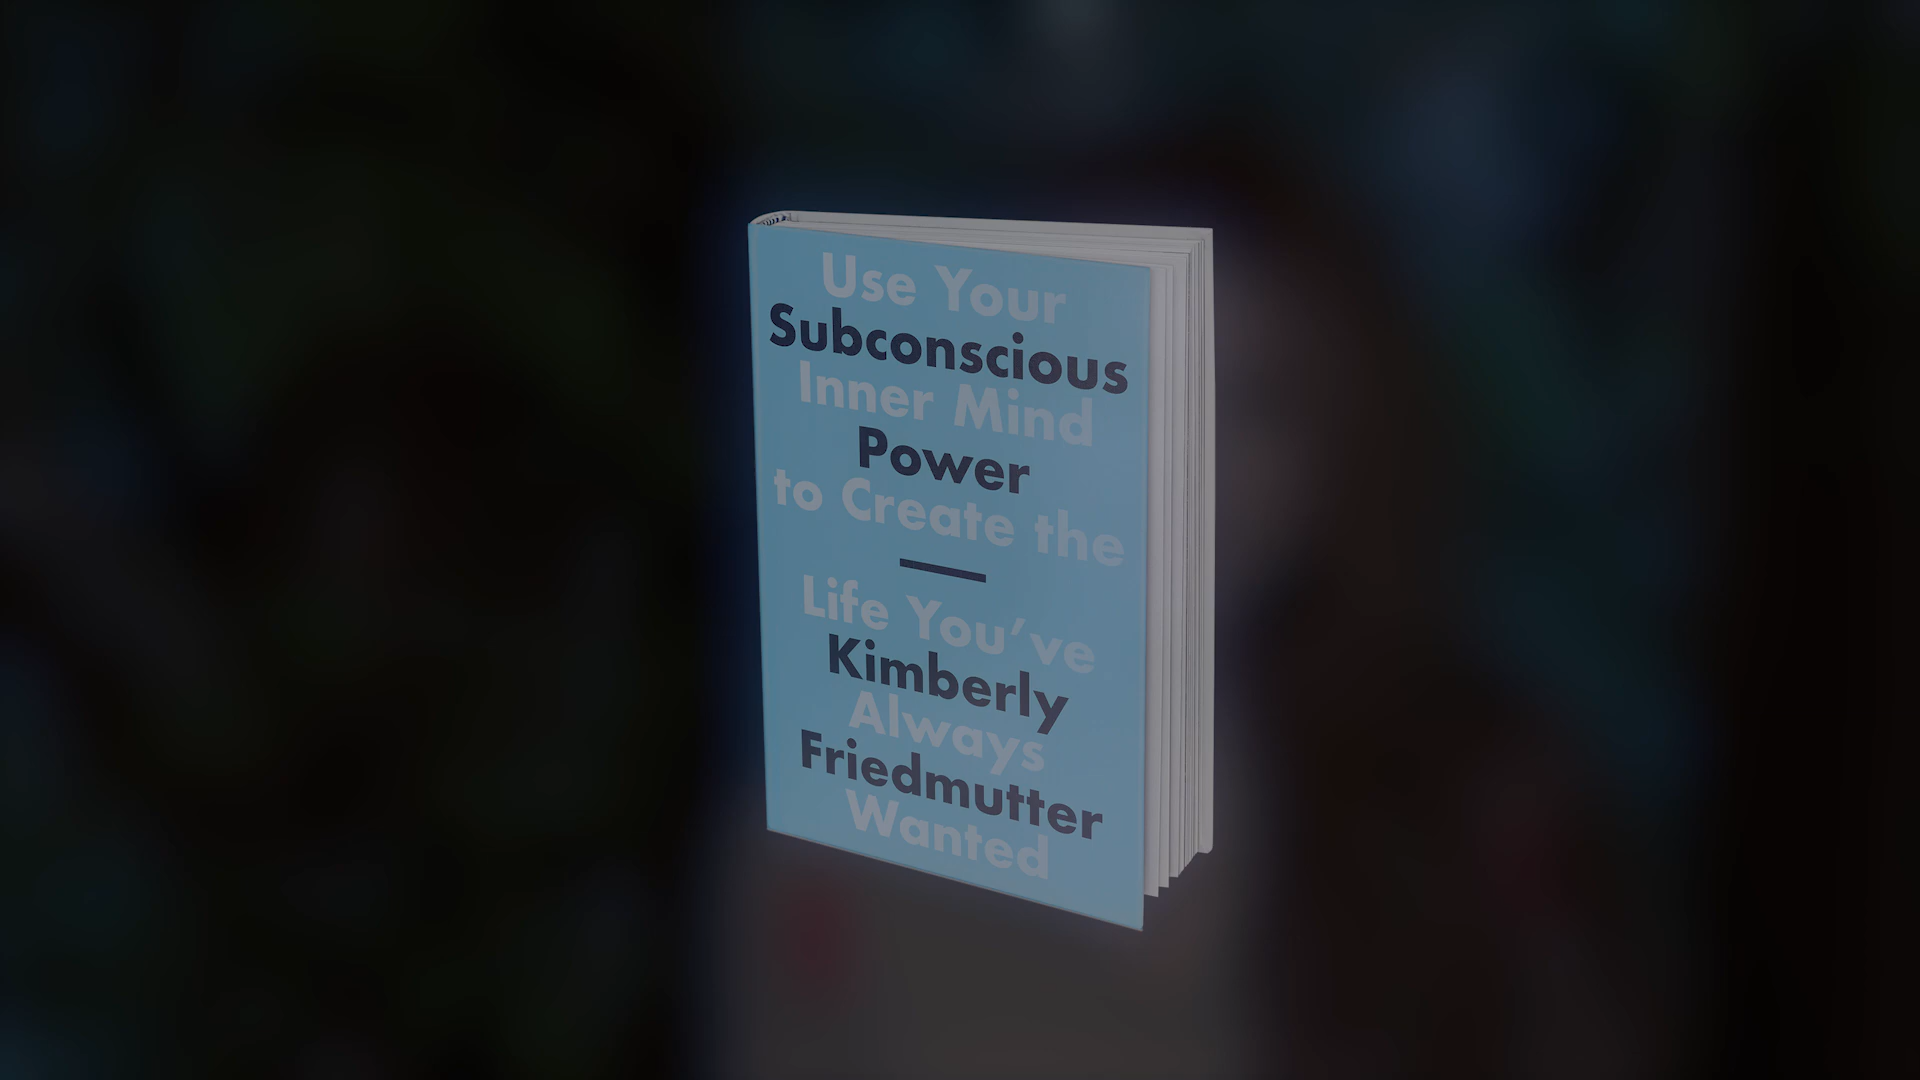 Use Your
Subconscious
Inner Mind
Power
to Create the
Life You've
Kimberly
Always
Friedmutter
Wanted